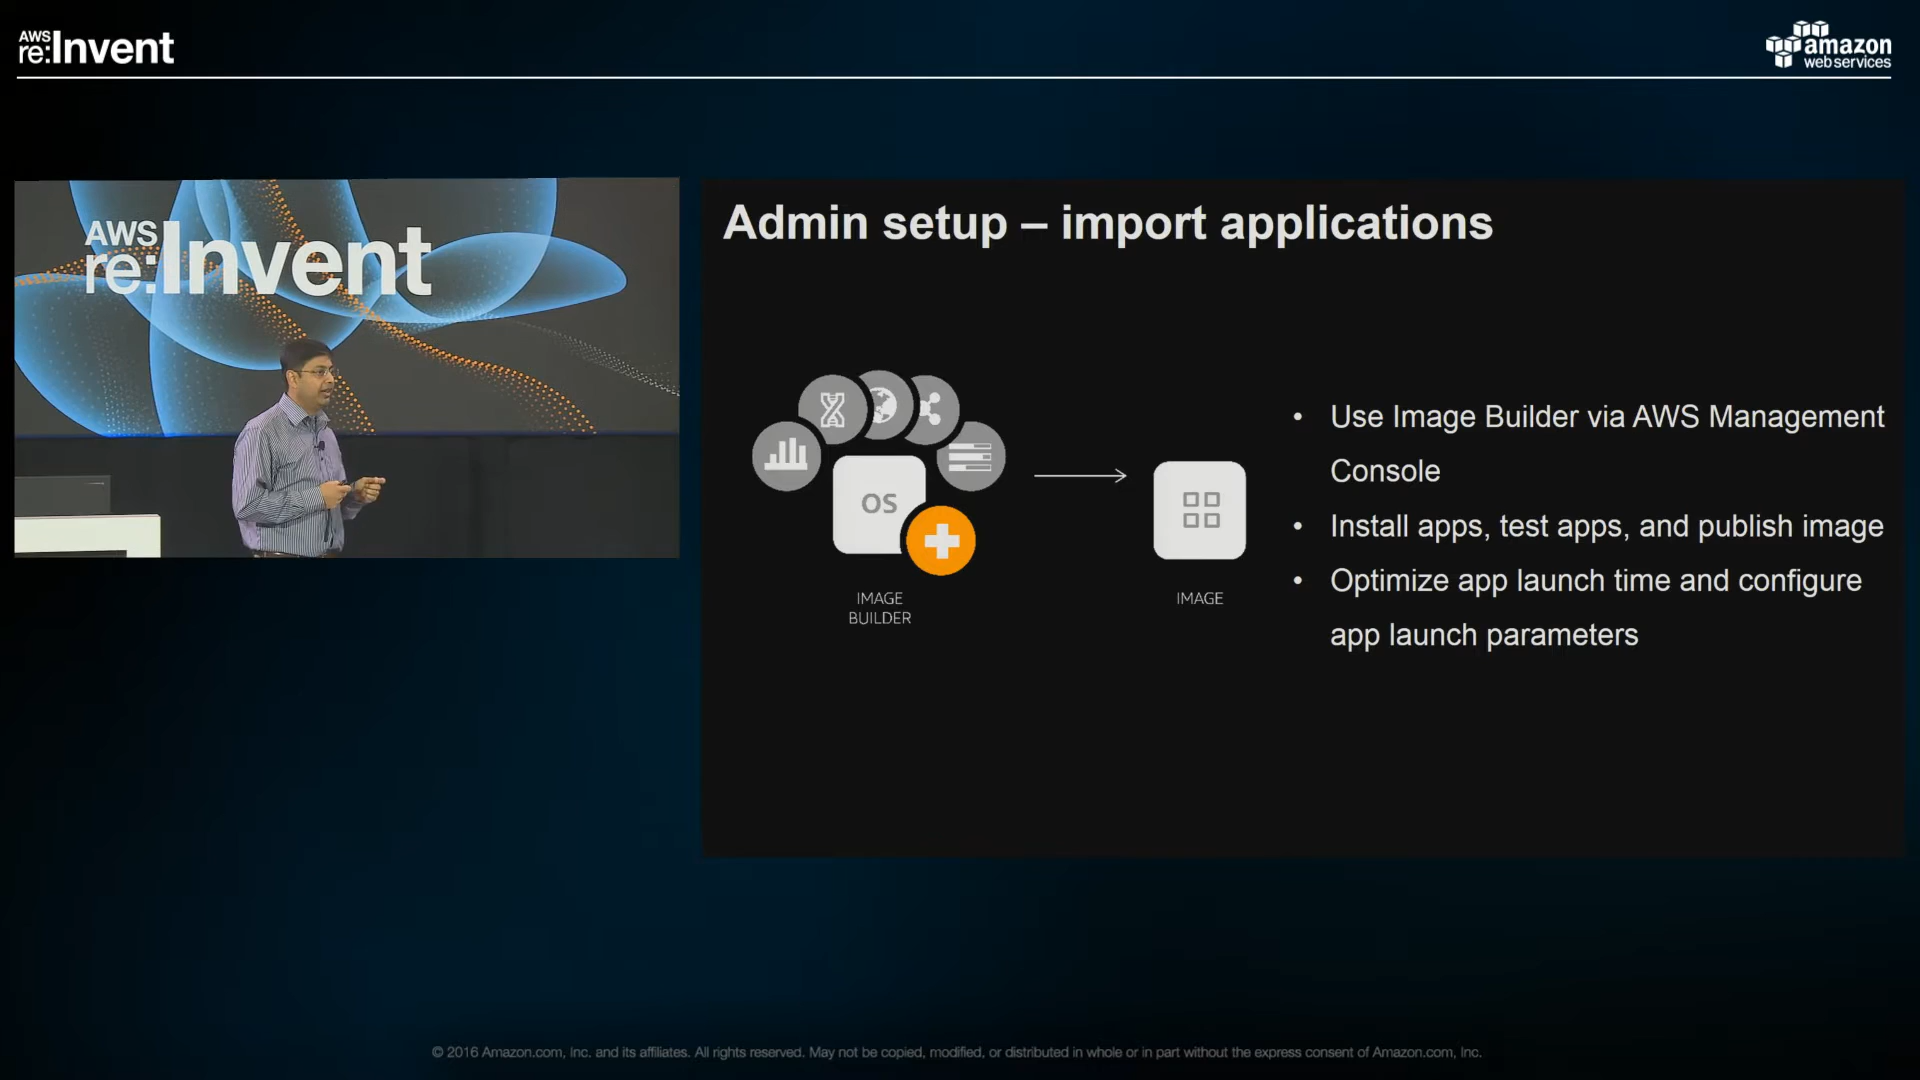 AWS
re:Invent
amazon
web services
AWS
re:Invent
Admin setup – import applications
OS
IMAGE
BUILDER
IMAGE
• Use Image Builder via AWS Management
Console
• Install apps, test apps, and publish image
• Optimize app launch time and configure
app launch parameters
© 2016 Amazon.com, Inc. and its affiliates. All rights reserved. May not be copied, modified, or distributed in whole or in part without the express consent of Amazon.com, Inc.